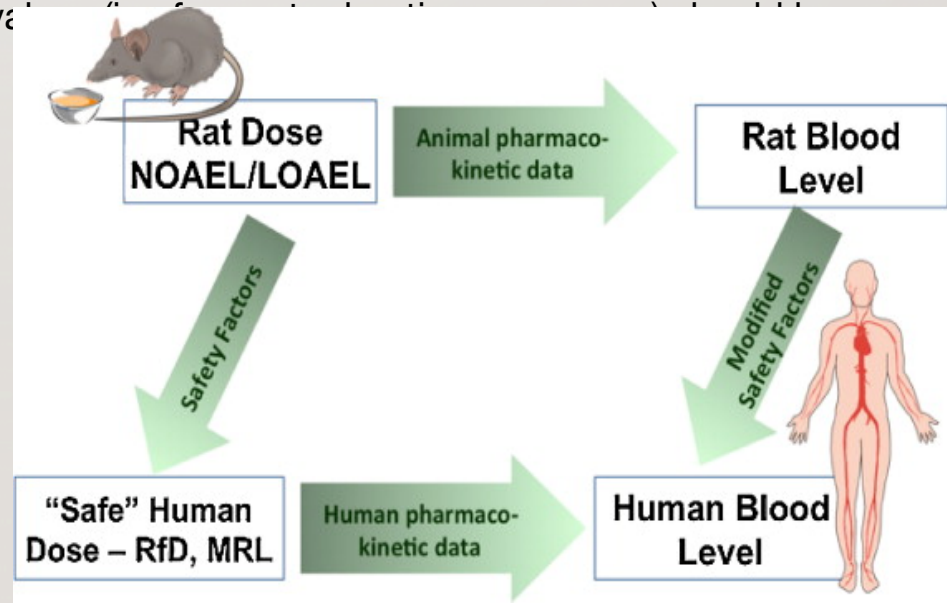 Rat Dose
NOAEL/LOAEL
Animal pharmaco-
kinetic data
Rat Blood
Level
Safety Factors
Modified
Safety Factors
“Safe” Human
Dose – RfD, MRL
Human pharmaco-
kinetic data
Human Blood
Level